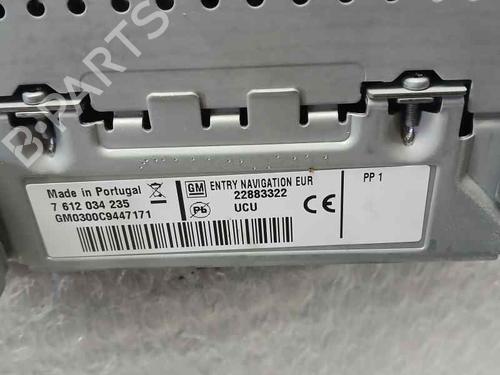 B-PARTS
Made in Portugal
7 612 034 235
GM0300C9447171
GM ENTRY NAVIGATION EUR
22883322
Pb UCU
CE
PP 1